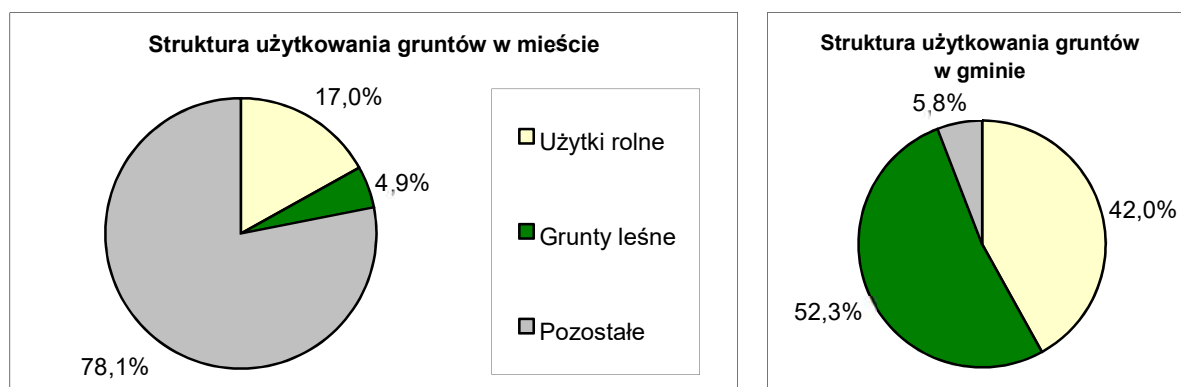 Struktura użytkowania gruntów w mieście
17,0%
4,9%
78,1%
Użytki rolne
Grunty leśne
Pozostałe
Struktura użytkowania gruntów
w gminie
5,8%
42,0%
52,3%